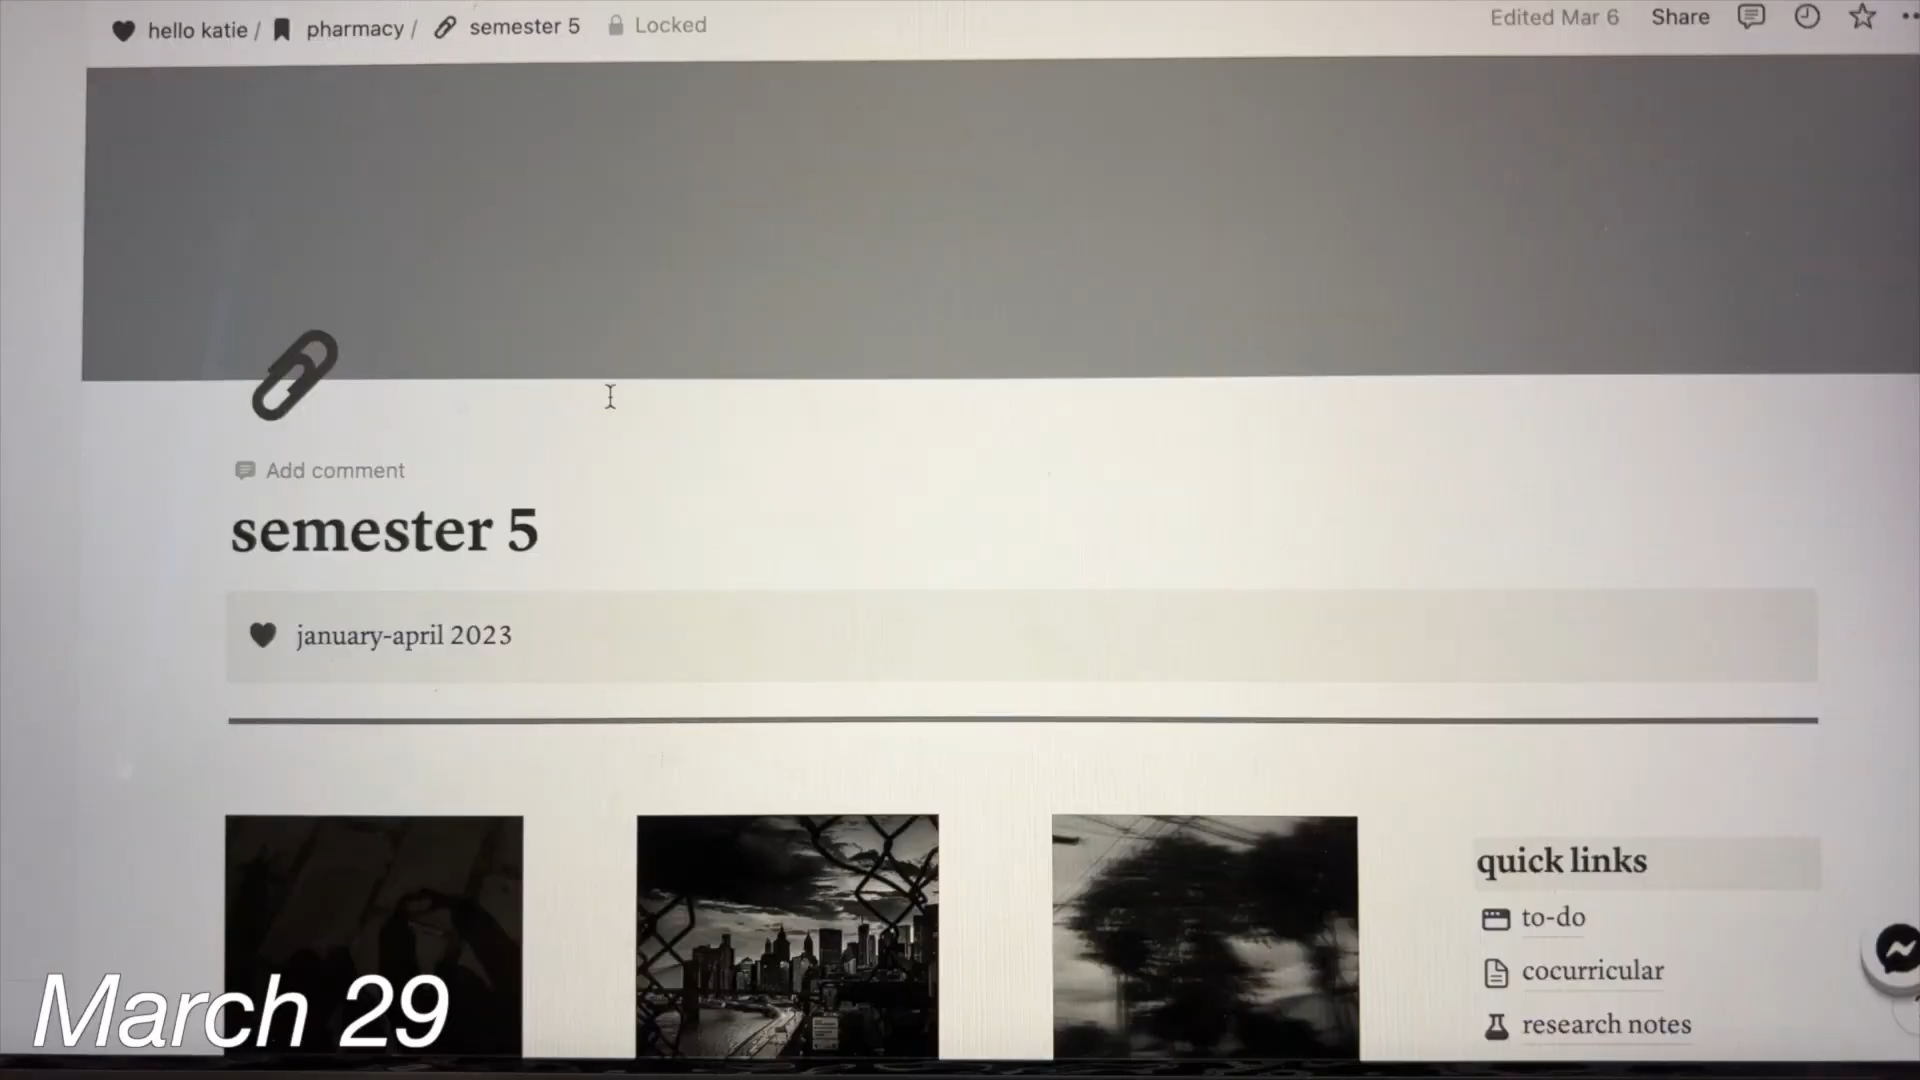 hello katie / pharmacy / semester 5 Locked
Edited Mar 6 Share
Add comment
semester 5
january-april 2023
quick links
to-do
cocurricular
research notes
March 29